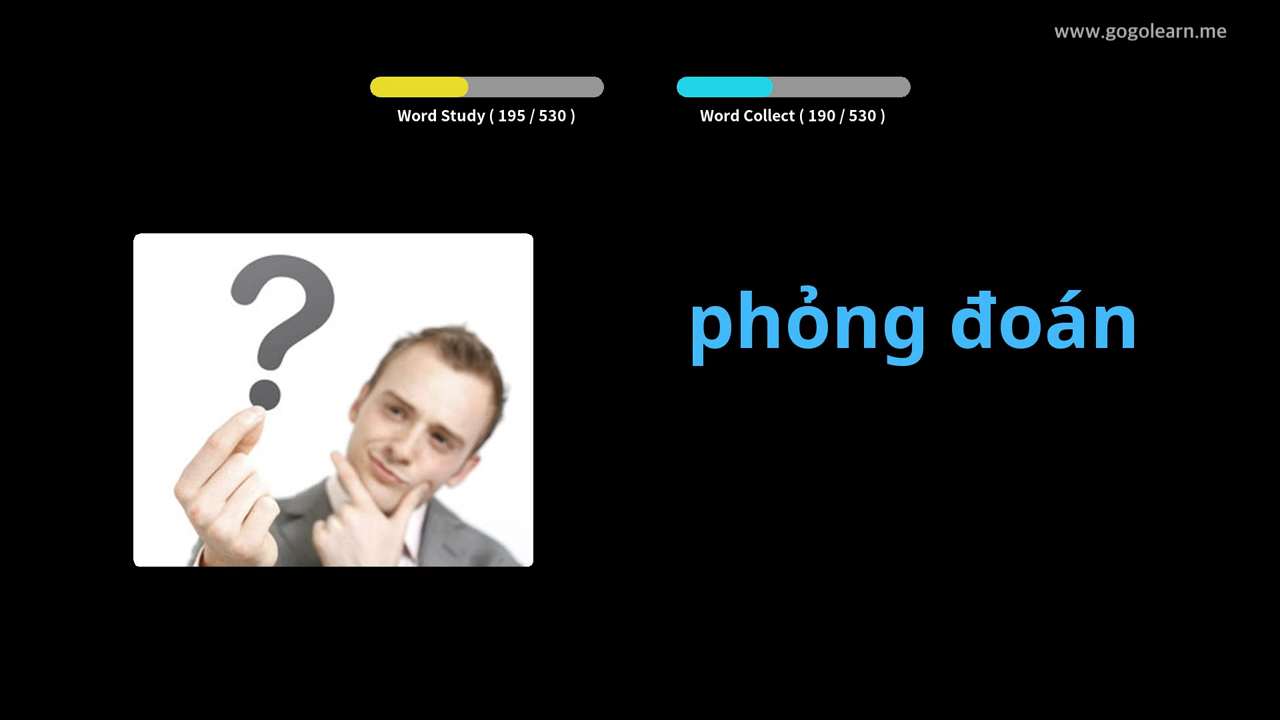 www.gogolearn.me
Word Study ( 195 / 530 )
Word Collect ( 190 / 530 )
?
phỏng đoán